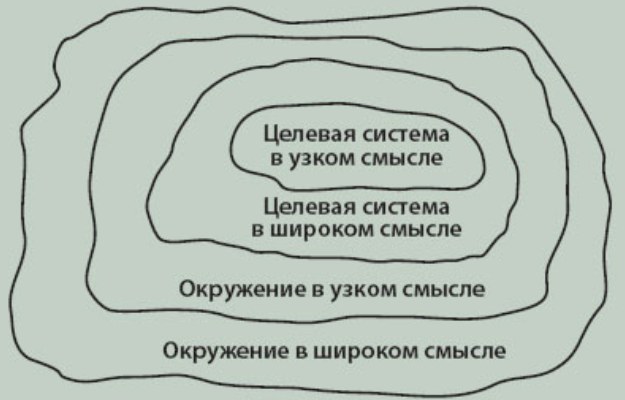 Целевая система
в узком смысле
Целевая система
в широком смысле
Окружение в узком смысле
Окружение в широком смысле